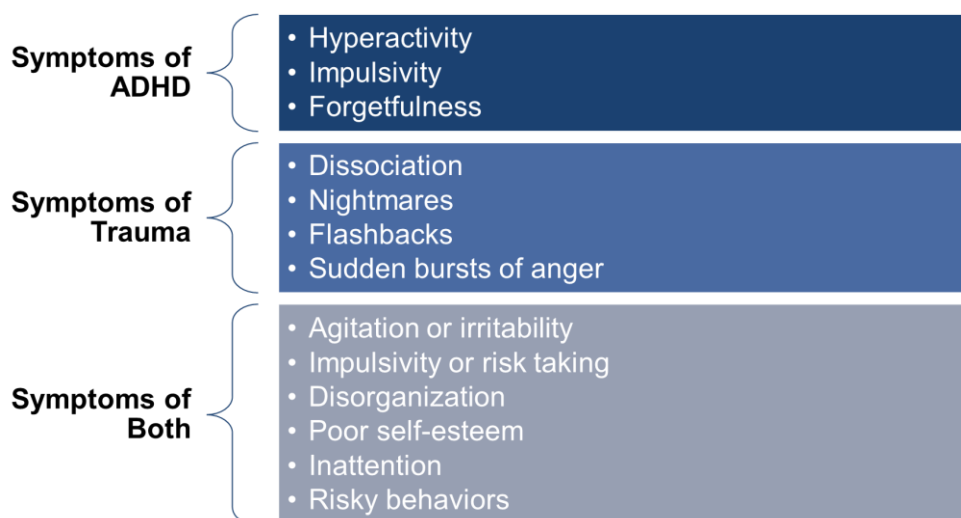 Symptoms of
ADHD
• Hyperactivity
• Impulsivity
• Forgetfulness
Symptoms of
Trauma
• Dissociation
• Nightmares
• Flashbacks
• Sudden bursts of anger
Symptoms of
Both
• Agitation or irritability
• Impulsivity or risk taking
• Disorganization
• Poor self-esteem
• Inattention
• Risky behaviors